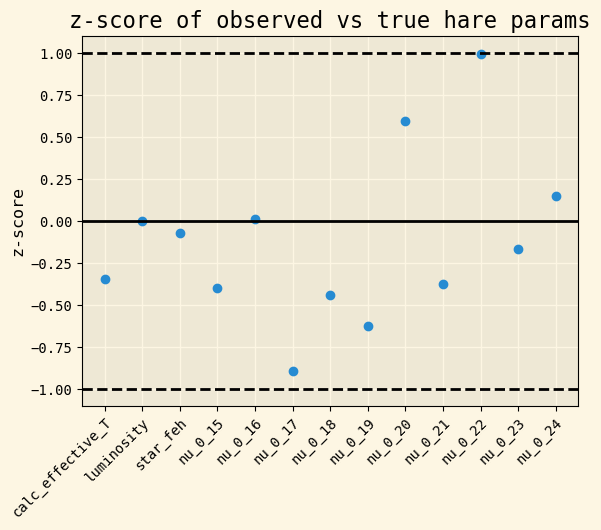 z-score of observed vs true hare params
z-score
1.00
0.75
0.50
0.25
0.00
−0.25
−0.50
−0.75
−1.00
calc_effective_T
luminosity
star_feh
nu_0_15
nu_0_16
nu_0_17
nu_0_18
nu_0_19
nu_0_20
nu_0_21
nu_0_22
nu_0_23
nu_0_24